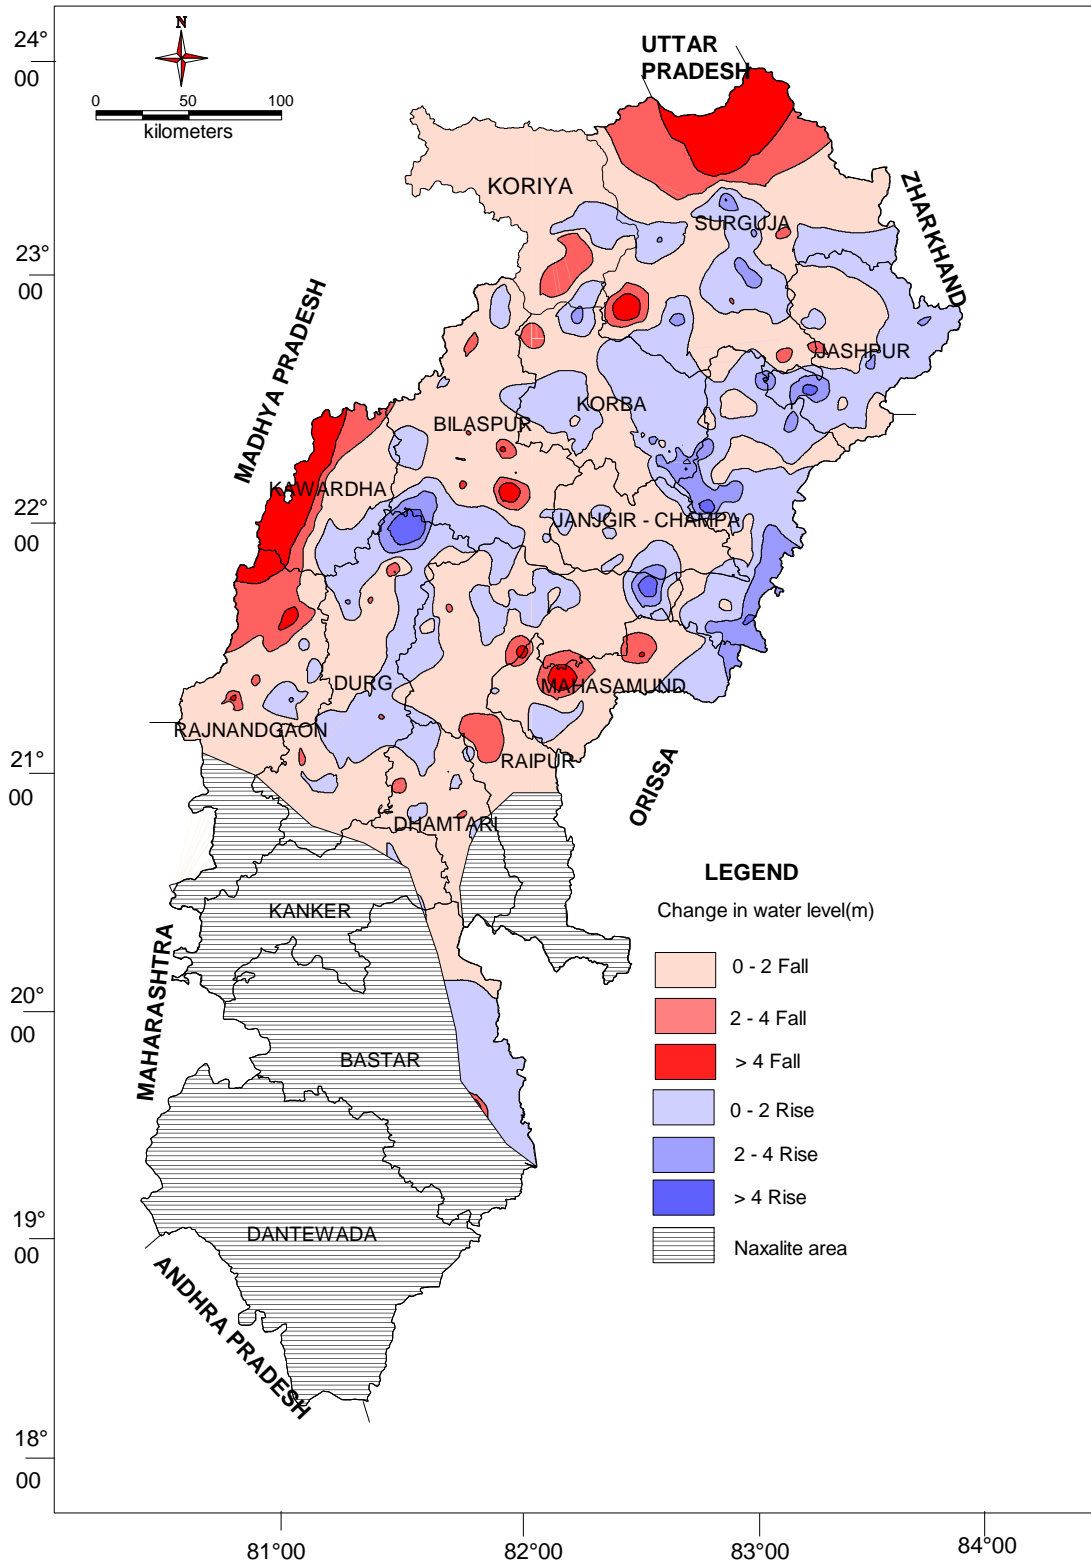 N
0 50 100
kilometers
24°
00
23°
00
22°
00
21°
00
20°
00
19°
00
18°
00
UTTAR
PRADESH
ZHARKHAND
MADHYA PRADESH
ORISSA
MAHARASHTRA
ANDHRA PRADESH
KORIYA
SURGUJA
JASHPUR
KORBA
BILASPUR
KAWARDHA
JANJGIR - CHAMPA
DURG
MAHASAMUND
RAJNANDGAON
RAIPUR
DHAMTARI
KANKER
BASTAR
DANTEWADA
LEGEND
Change in water level(m)
0 - 2 Fall
2 - 4 Fall
> 4 Fall
0 - 2 Rise
2 - 4 Rise
> 4 Rise
Naxalite area
81°00 82°00 83°00 84°00